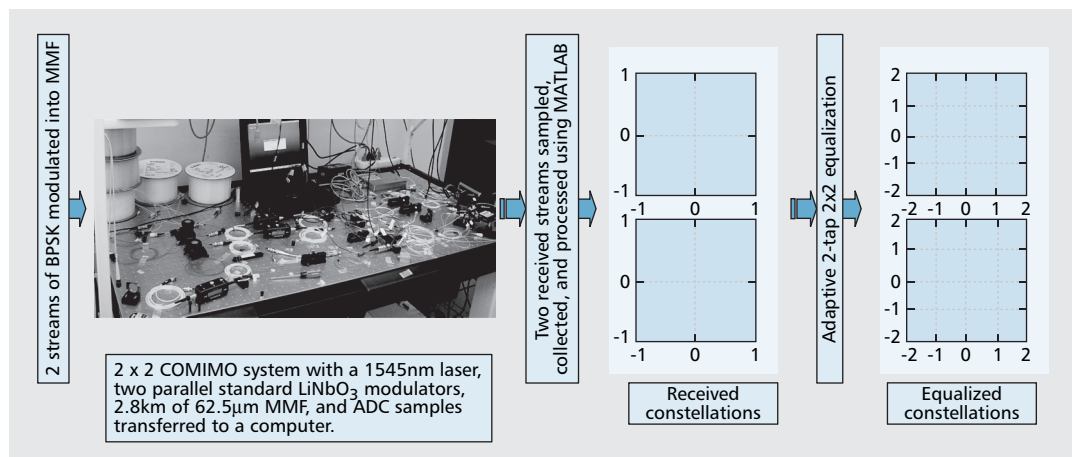 2 streams of BPSK modulated into MMF
2 x 2 COMIMO system with a 1545nm laser,
two parallel standard LiNbO3 modulators,
2.8km of 62.5μm MMF, and ADC samples
transferred to a computer.
Two received streams sampled,
collected, and processed using MATLAB
1
0
-1
-1 0 1
1
0
-1
-1 0 1
Received
constellations
Adaptive 2-tap 2x2 equalization
2
1
0
-1
-2
-2 -1 0 1 2
2
1
0
-1
-2
-2 -1 0 1 2
Equalized
constellations